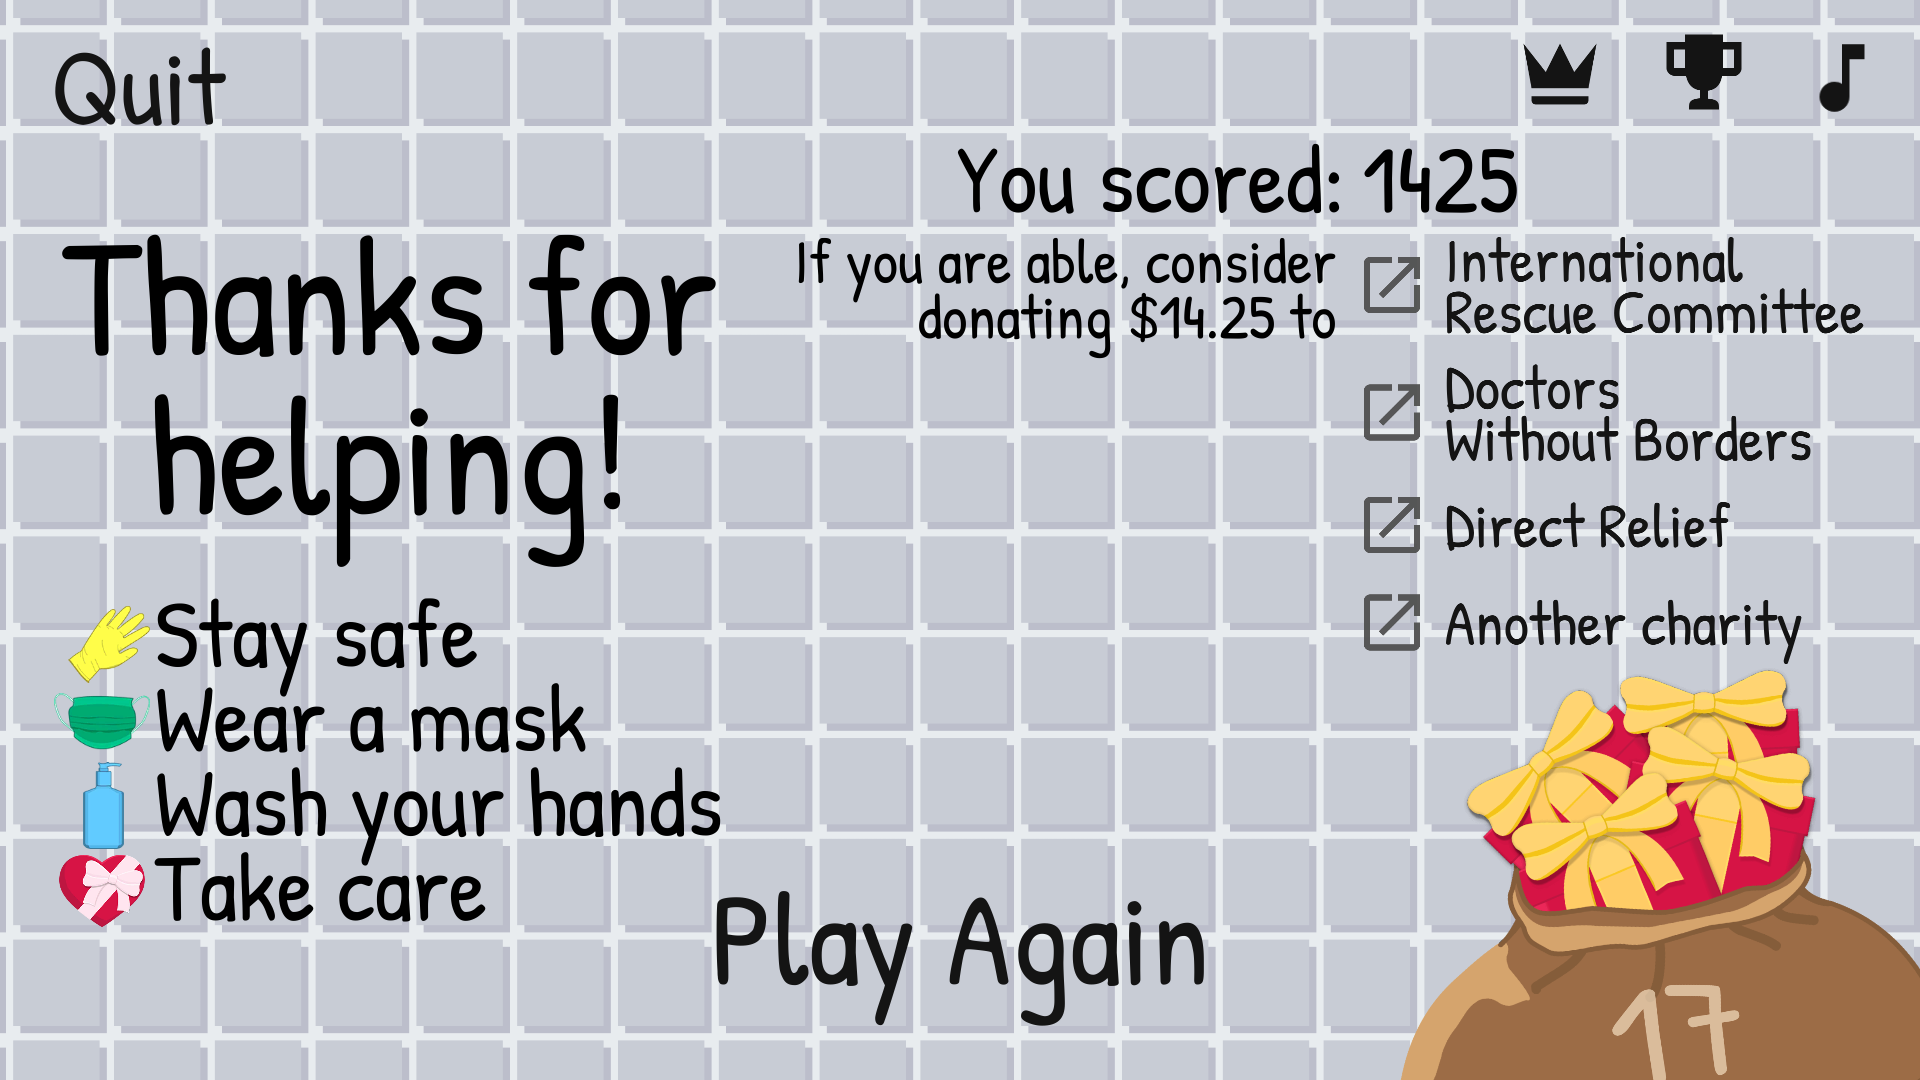 Quit
You scored: 1425
Thanks for
helping!
If you are able, consider
donating $14.25 to
International
Rescue Committee
Doctors
Without Borders
Direct Relief
Another charity
Stay safe
Wear a mask
Wash your hands
Take care
Play Again
17